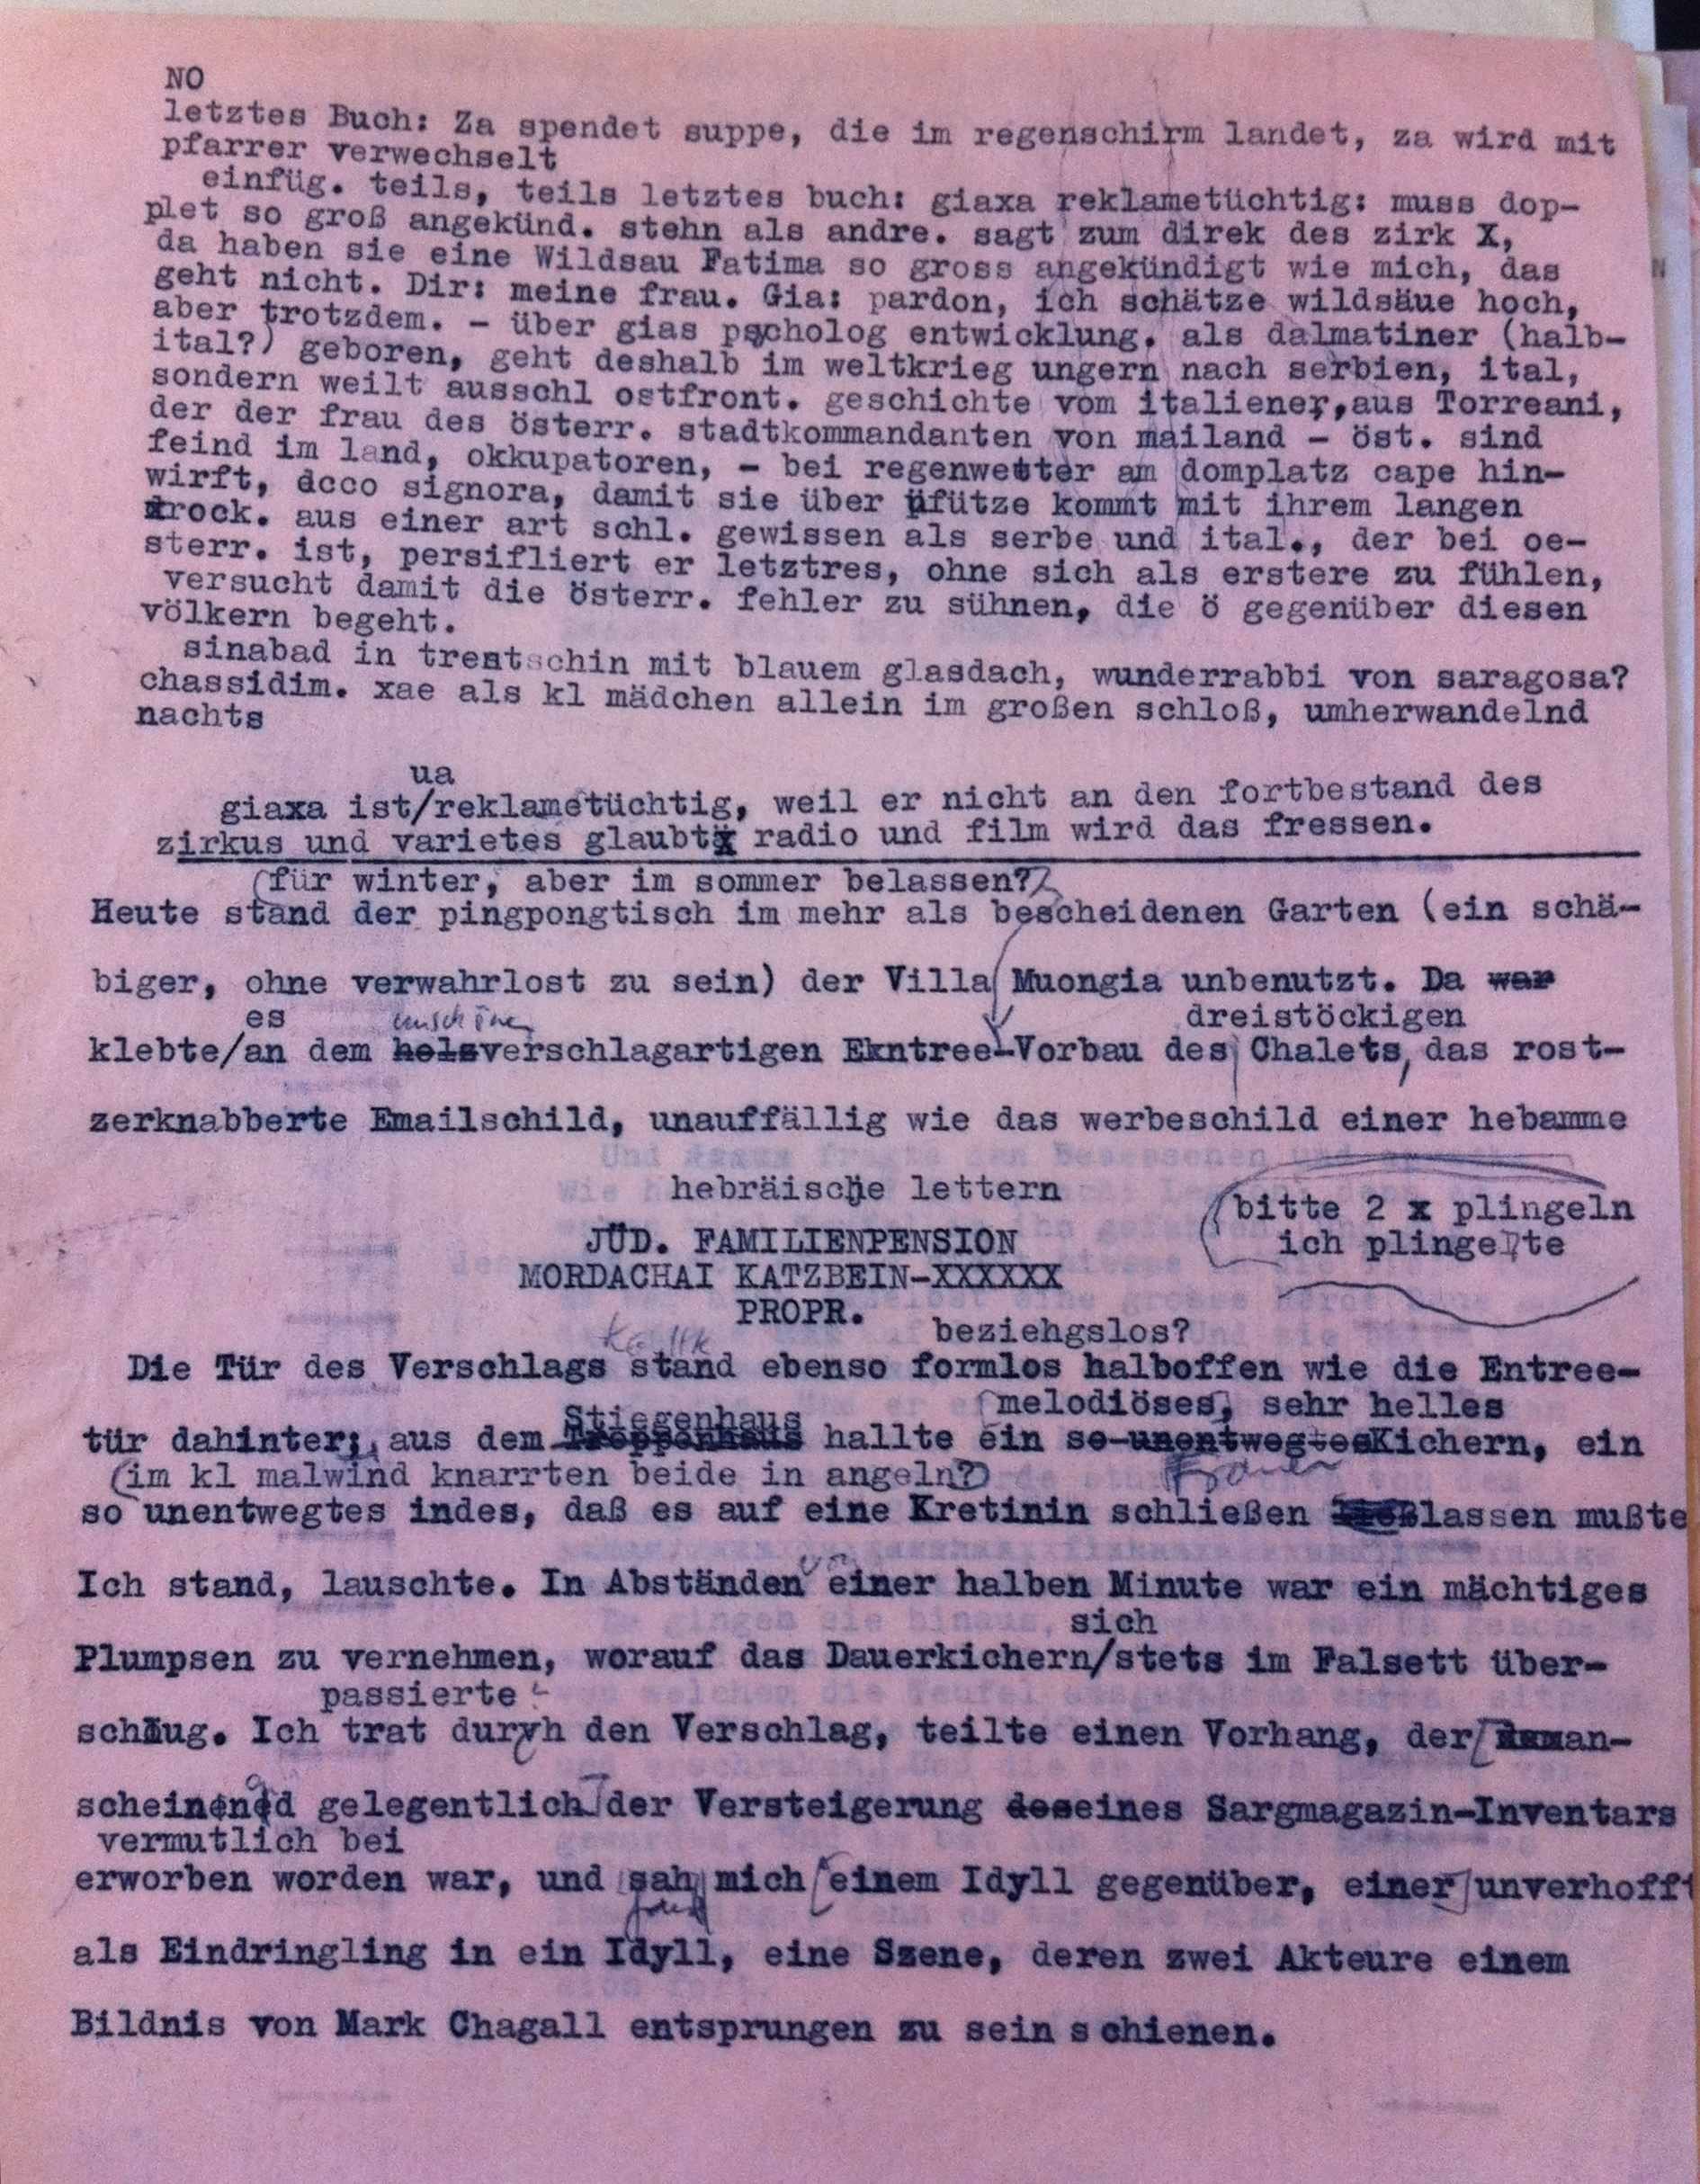 NO
letztes Buch: Za spendet suppe, die im regenschirm landet, za wird mit
pfarrer verwechselt
einfüg. teils, teils letztes buch: giaxa reklametüchtig: muss dop-
plet so groß angekünd. stehn als andre. sagt zum direk des zirk X,
da haben sie eine Wildsau Fatima so gross angekündigt wie mich, das
geht nicht. Dir: meine frau. Gia: pardon, ich schätze wildsäue hoch,
aber trotzdem. - über gias psycholog entwicklung. als dalmatiner (halb-
ital?) geboren, geht deshalb im weltkrieg ungern nach serbien, ital,
sondern weilt ausschl ostfront. geschichte vom italiener, aus Torreani,
der der frau des österr. stadtkommandanten von mailand - öst. sind
feind im land, okkupatoren, - bei regenwetter am domplatz cape hin-
wirft, dcco signora, damit sie über pfütze kommt mit ihrem langen
rock. aus einer art schl. gewissen als serbe und ital., der bei oe-
sterr. ist, persifliert er letztres, ohne sich als erstere zu fühlen,
versucht damit die österr. fehler zu sühnen, die ö gegenüber diesen
völkern begeht.
sinabad in trentschin mit blauem glasdach, wunderrabbi von saragosa?
chassidim. xae als kl mädchen allein im großen schloß, umherwandelnd
nachts
ua
giaxa ist/reklametüchtig, weil er nicht an den fortbestand des
zirkus und varietes glaubt radio und film wird das fressen.
(für winter, aber im sommer belassen?)
Heute stand der pingpongtisch im mehr als bescheidenen Garten (ein schä-
biger, ohne verwahrlost zu sein) der Villa Muongia unbenutzt. Da war
es unschönen dreistöckigen
klebte/an dem holzverschlagartigen Ekntree-Vorbau des Chalets, das rost-
zerknabberte Emailschild, unauffällig wie das werbeschild einer hebamme
hebräische lettern
(bitte 2 x plingeln
ich plingelte
JÜD. FAMILIENPENSION
MORDACHAI KATZBEIN-XXXXXX
PROPR.
beziehgslos?
Die Tür des Verschlags stand ebenso formlos halboffen wie die Entree-
Stiegenhaus melodiöses, sehr helles
tür dahinter; aus dem Treppenhaus hallte ein so unentwegtes Kichern, ein
(im kl malwind knarrten beide in angeln?)
so unentwegtes indes, daß es auf eine Kretinin schließen lassen mußte
von
Ich stand, lauschte. In Abständen einer halben Minute war ein mächtiges
sich
Plumpsen zu vernehmen, worauf das Dauerkichern/stets im Falsett über-
passierte
schlug. Ich trat durch den Verschlag, teilte einen Vorhang, der an-
scheinend gelegentlich der Versteigerung des eines Sargmagazin-Inventars
vermutlich bei
erworben worden war, und sah mich einem Idyll gegenüber, einer unverhofft
fand
als Eindringling in ein Idyll, eine Szene, deren zwei Akteure einem
Bildnis von Mark Chagall entsprungen zu sein schienen.